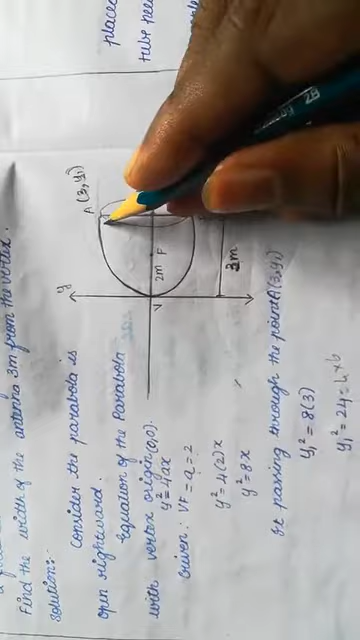 placed
tube
Find the width of the antenna 3m from the vertex.
Solution:-
Consider the parabola is
open rightward.
Equation of the Parabola
with vertex origin (0,0).
y² = 4ax
Given: VF = a = 2
y² = 4(2)x
y² = 8x
It passing through the point A(3,y₁)
y₁² = 8(3)
y₁² = 24 = 4×6
A (3,y₁)
y
V
2m
F
3m